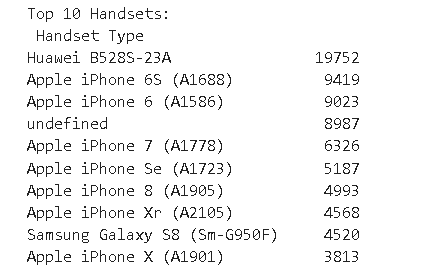 Top 10 Handsets:
Handset Type
Huawei B528S-23A 19752
Apple iPhone 6S (A1688) 9419
Apple iPhone 6 (A1586) 9023
undefined 8987
Apple iPhone 7 (A1778) 6326
Apple iPhone Se (A1723) 5187
Apple iPhone 8 (A1905) 4993
Apple iPhone Xr (A2105) 4568
Samsung Galaxy S8 (Sm-G950F) 4520
Apple iPhone X (A1901) 3813